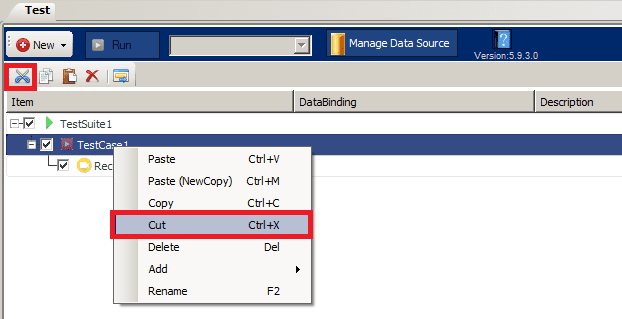 Test
New Run Manage Data Source Version:5.9.3.0
Item DataBinding Description
TestSuite1
TestCase1
Rec
Paste Ctrl+V
Paste (NewCopy) Ctrl+M
Copy Ctrl+C
Cut Ctrl+X
Delete Del
Add
Rename F2